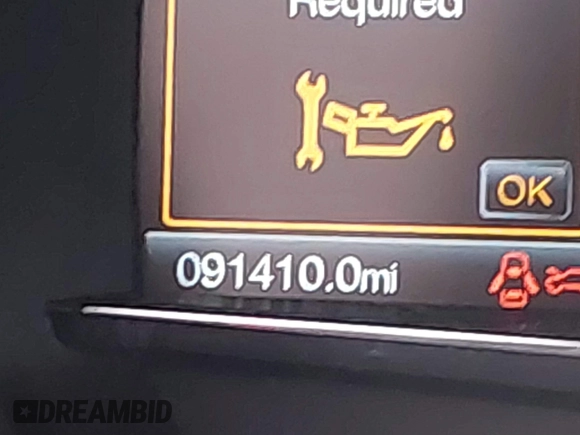 Required
OK
091410.0mi
DREAMBID